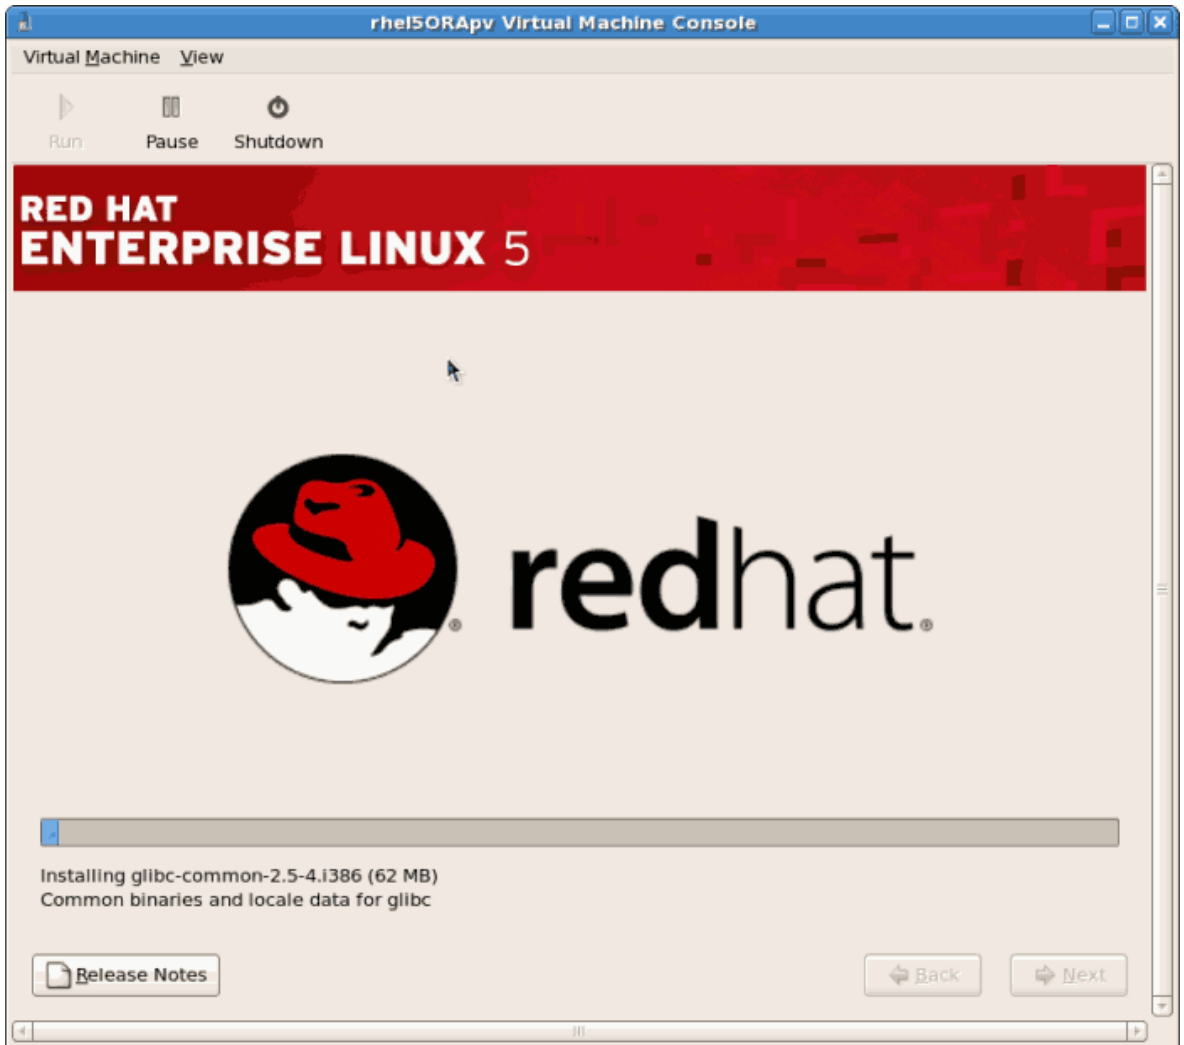 rhel5ORApv Virtual Machine Console
Virtual Machine View
Run Pause Shutdown
RED HAT
ENTERPRISE LINUX 5
redhat.
Installing glibc-common-2.5-4.i386 (62 MB)
Common binaries and locale data for glibc
Release Notes Back Next